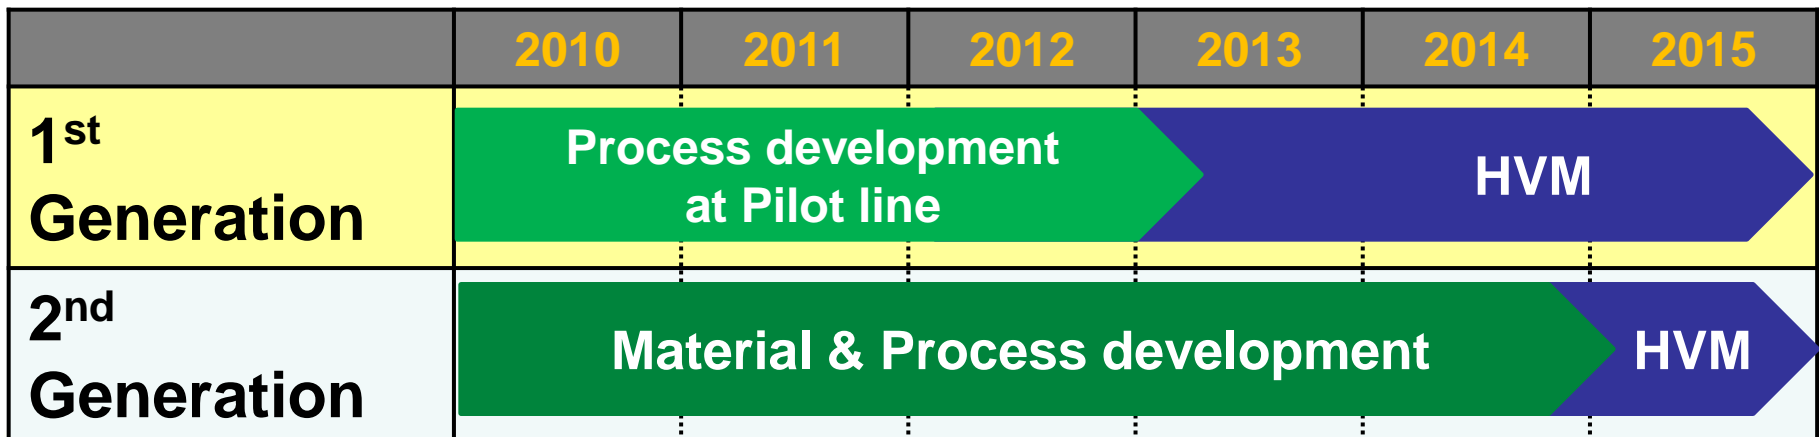 2010 2011 2012 2013 2014 2015
1st
Generation
Process development
at Pilot line
HVM
2nd
Generation
Material & Process development
HVM